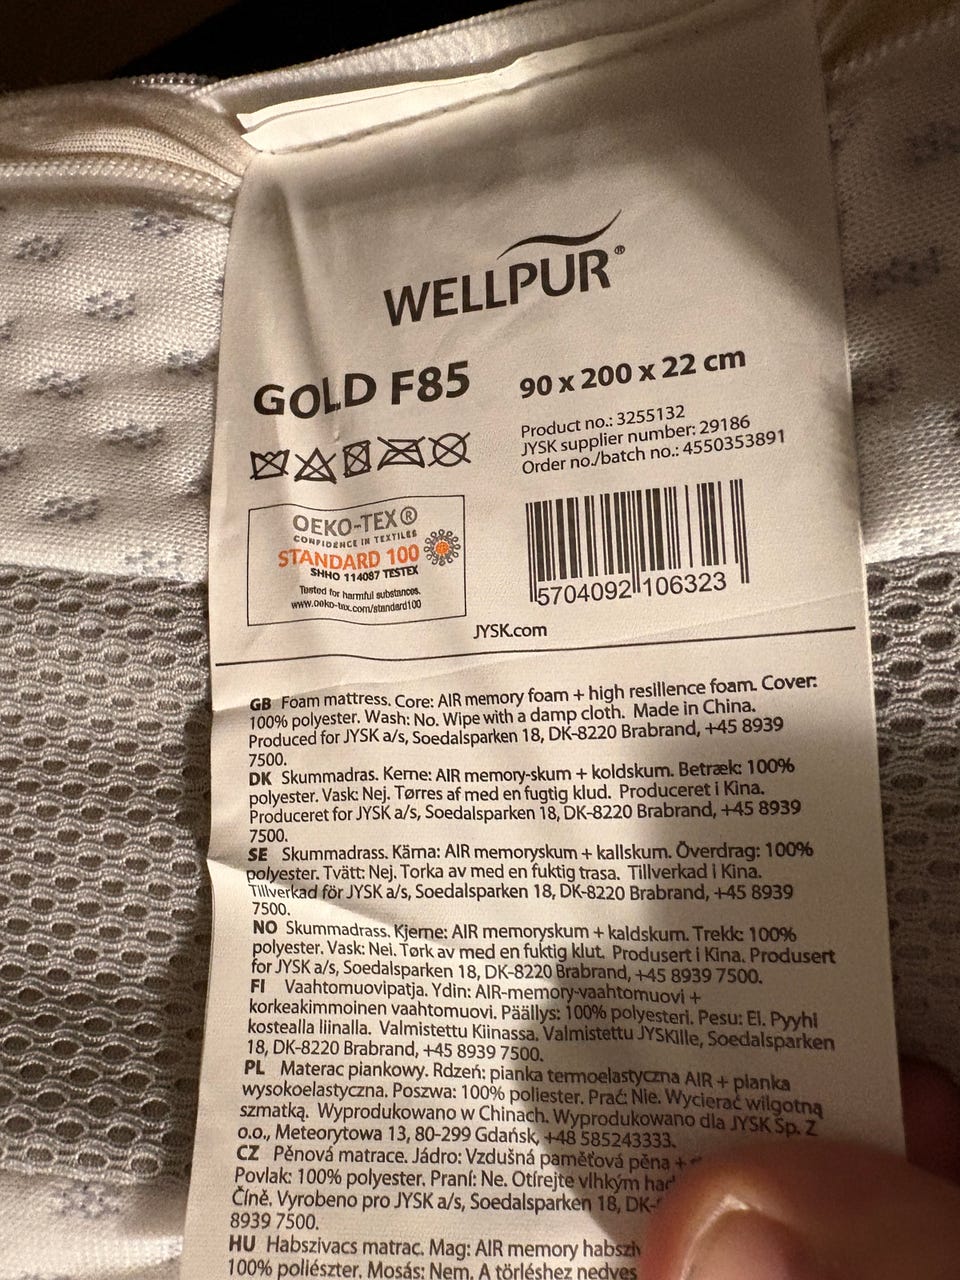 WELLPUR®
GOLD F85
90 x 200 x 22 cm
Product no.: 3255132
JYSK supplier number: 29186
Order no./batch no.: 4550353891
OEKO-TEX®
CONFIDENCE IN TEXTILES
STANDARD 100
SHHO 114087 TESTEX
Tested for harmful substances.
www.oeko-tex.com/standard100
5704092 106323
JYSK.com
GB Foam mattress. Core: AIR memory foam + high resilience foam. Cover:
100% polyester. Wash: No. Wipe with a damp cloth. Made in China.
Produced for JYSK a/s, Soedalsparken 18, DK-8220 Brabrand, +45 8939
7500.
DK Skummadras. Kerne: AIR memory-skum + koldskum. Betræk: 100%
polyester. Vask: Nej. Tørres af med en fugtig klud. Produceret i Kina.
Produceret for JYSK a/s, Soedalsparken 18, DK-8220 Brabrand, +45 8939
7500.
SE Skummadrass. Kärna: AIR memoryskum + kallskum. Överdrag: 100%
polyester. Tvätt: Nej. Torka av med en fuktig trasa. Tillverkad i Kina.
Tillverkad för JYSK a/s, Soedalsparken 18, DK-8220 Brabrand, +45 8939
7500.
NO Skummadrass. Kjerne: AIR memoryskum + kaldskum. Trekk: 100%
polyester. Vask: Nei. Tørk av med en fuktig klut. Produsert i Kina. Produsert
for JYSK a/s, Soedalsparken 18, DK-8220 Brabrand, +45 8939 7500.
FI Vaahtomuovipatja. Ydin: AIR-memory-vaahtomuovi +
korkeakimmoinen vaahtomuovi. Päällys: 100% polyesteri. Pesu: Ei. Pyyhi
kostealla liinalla. Valmistettu Kiinassa. Valmistettu JYSKille, Soedalsparken
18, DK-8220 Brabrand, +45 8939 7500.
PL Materac piankowy. Rdzeń: pianka termoelastyczna AIR + pianka
wysokoelastyczna. Poszwa: 100% poliester. Prać: Nie. Wycierać wilgotną
szmatką. Wyprodukowano w Chinach. Wyprodukowano dla JYSK Sp. Z
o.o., Meteorytowa 13, 80-299 Gdańsk, +48 585243333.
CZ Pěnová matrace. Jádro: Vzdušná paměťová pěna +
Povlak: 100% polyester. Praní: Ne. Otírejte vlhkým
Číně. Vyrobeno pro JYSK a/s, Soedalsparken 18, DK-
8939 7500.
HU Habszivacs matrac. Mag: AIR memory
100% poliészter. Mosás: Nem. A törléshez nedves